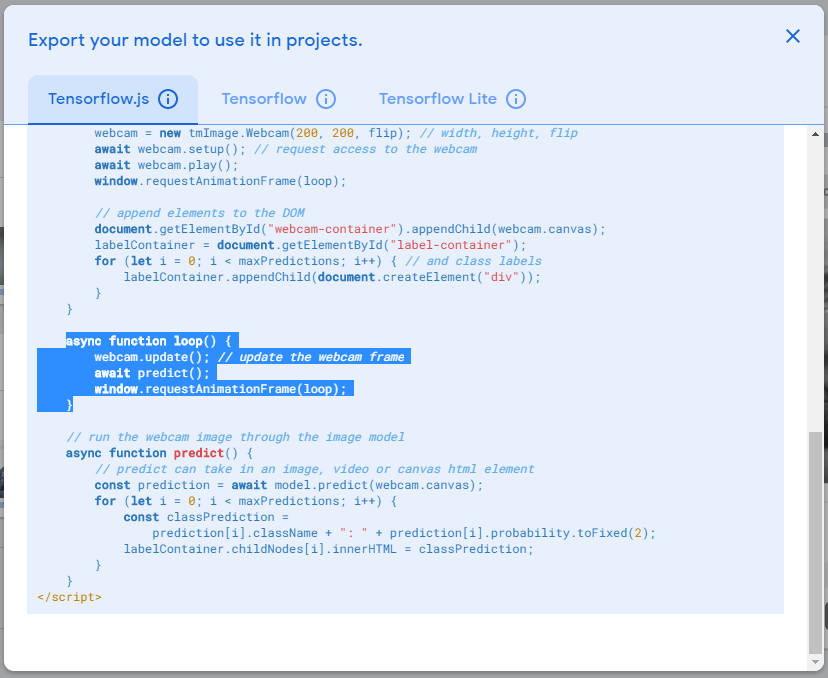 Export your model to use it in projects.
Tensorflow.js
Tensorflow
Tensorflow Lite
webcam = new tmImage.Webcam(200, 200, flip); // width, height, flip
await webcam.setup(); // request access to the webcam
await webcam.play();
window.requestAnimationFrame(loop);
// append elements to the DOM
document.getElementById("webcam-container").appendChild(webcam.canvas);
labelContainer = document.getElementById("label-container");
for (let i = 0; i < maxPredictions; i++) { // and class labels
labelContainer.appendChild(document.createElement("div"));
}
}
async function loop() {
webcam.update(); // update the webcam frame
await predict();
window.requestAnimationFrame(loop);
}
// run the webcam image through the image model
async function predict() {
// predict can take in an image, video or canvas html element
const prediction = await model.predict(webcam.canvas);
for (let i = 0; i < maxPredictions; i++) {
const classPrediction =
prediction[i].className + ": " + prediction[i].probability.toFixed(2);
labelContainer.childNodes[i].innerHTML = classPrediction;
}
}
</script>